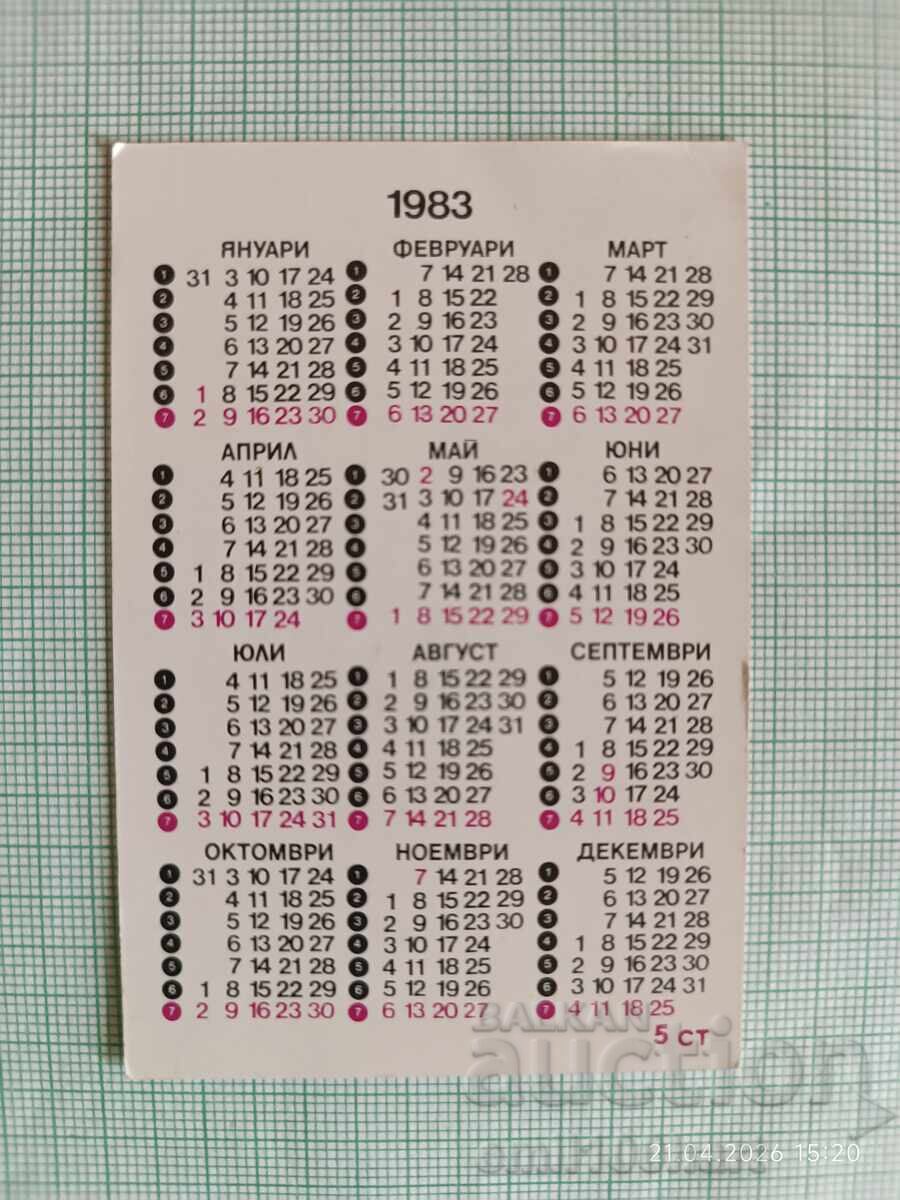 1983
ЯНУАРИ ФЕВРУАРИ МАРТ
1 31 3 10 17 24 1 7 14 21 28 1 7 14 21 28
2 4 11 18 25 2 1 8 15 22 2 1 8 15 22 29
3 5 12 19 26 3 2 9 16 23 3 2 9 16 23 30
4 6 13 20 27 4 3 10 17 24 4 3 10 17 24 31
5 7 14 21 28 5 4 11 18 25 5 4 11 18 25
6 1 8 15 22 29 6 5 12 19 26 6 5 12 19 26
7 2 9 16 23 30 7 6 13 20 27 7 6 13 20 27
АПРИЛ МАЙ ЮНИ
1 4 11 18 25 1 30 2 9 16 23 1 6 13 20 27
2 5 12 19 26 2 31 3 10 17 24 2 7 14 21 28
3 6 13 20 27 3 4 11 18 25 3 1 8 15 22 29
4 7 14 21 28 4 5 12 19 26 4 2 9 16 23 30
5 1 8 15 22 29 5 6 13 20 27 5 3 10 17 24
6 2 9 16 23 30 6 7 14 21 28 6 4 11 18 25
7 3 10 17 24 7 1 8 15 22 29 7 5 12 19 26
ЮЛИ АВГУСТ СЕПТЕМВРИ
1 4 11 18 25 1 1 8 15 22 29 1 5 12 19 26
2 5 12 19 26 2 2 9 16 23 30 2 6 13 20 27
3 6 13 20 27 3 3 10 17 24 31 3 7 14 21 28
4 7 14 21 28 4 4 11 18 25 4 1 8 15 22 29
5 1 8 15 22 29 5 5 12 19 26 5 2 9 16 23 30
6 2 9 16 23 30 6 6 13 20 27 6 3 10 17 24
7 3 10 17 24 31 7 7 14 21 28 7 4 11 18 25
ОКТОМВРИ НОЕМВРИ ДЕКЕМВРИ
1 31 3 10 17 24 1 7 14 21 28 1 5 12 19 26
2 4 11 18 25 2 1 8 15 22 29 2 6 13 20 27
3 5 12 19 26 3 2 9 16 23 30 3 7 14 21 28
4 6 13 20 27 4 3 10 17 24 4 1 8 15 22 29
5 7 14 21 28 5 4 11 18 25 5 2 9 16 23 30
6 1 8 15 22 29 6 5 12 19 26 6 3 10 17 24 31
7 2 9 16 23 30 7 6 13 20 27 7 4 11 18 25
BALKAN
auction
5 СТ
21.04.2026 15:20